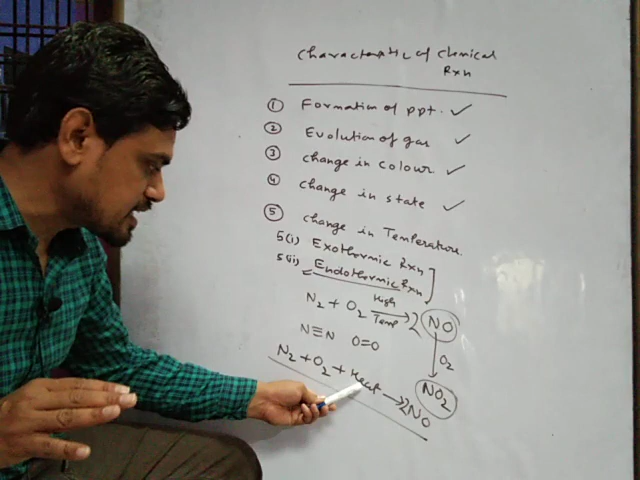 Characteristic of Chemical
Rxn
① Formation of ppt. ✓
② Evolution of gas ✓
③ change in colour ✓
④ change in state ✓
⑤ change in Temperature.
5(i) Exothermic Rxn
5(ii) Endothermic Rxn
N₂ + O₂ High Temp → 2 NO
N≡N O=O
↓ O₂
NO₂
N₂ + O₂ + Heat → 2NO